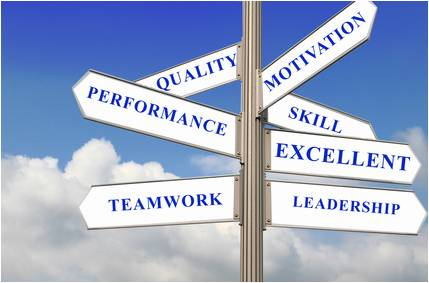 QUALITY
MOTIVATION
PERFORMANCE
SKILL
EXCELLENT
TEAMWORK
LEADERSHIP